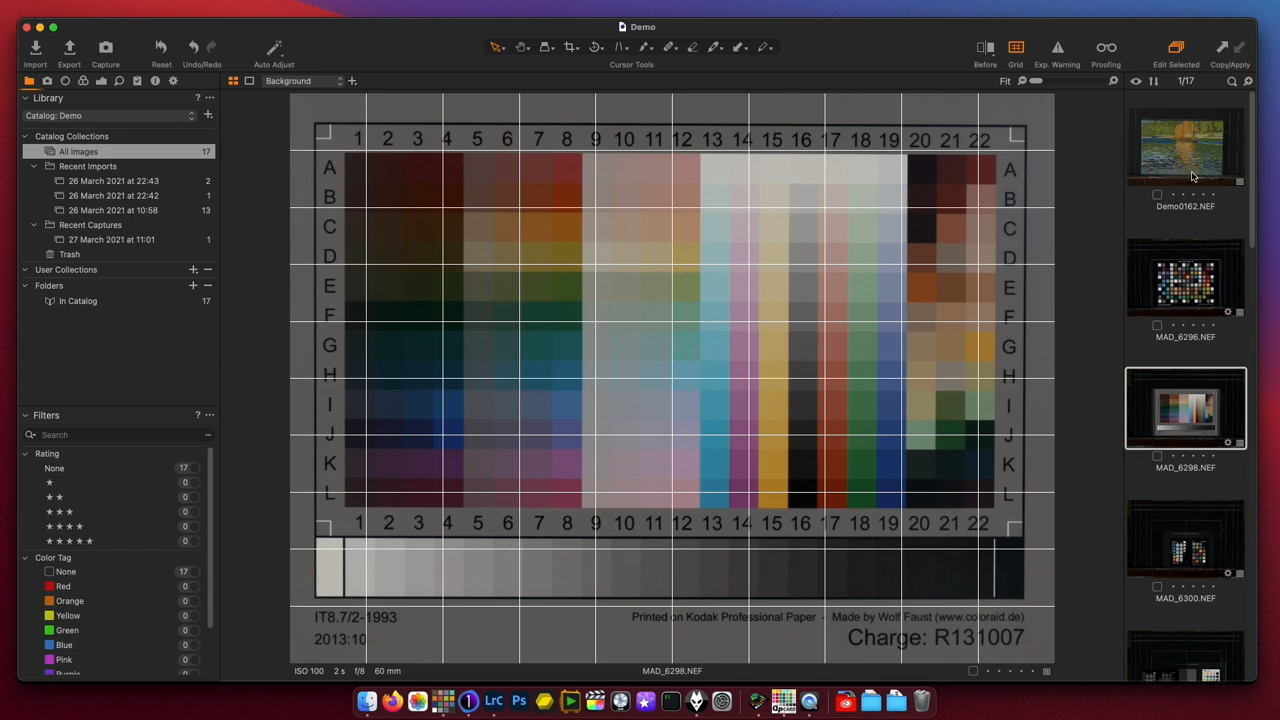 Demo
Import Export Capture Reset Undo/Redo Auto Adjust Cursor Tools Before Grid Exp. Warning Proofing Edit Selected Copy/Apply
Background
Fit
1/17
Library ? ...
Catalog: Demo
Catalog Collections
All Images 17
Recent Imports
26 March 2021 at 22:43 2
26 March 2021 at 22:42 1
26 March 2021 at 10:58 13
Recent Captures
27 March 2021 at 11:01 1
Trash
User Collections
Folders
In Catalog 17
Filters ? ...
Search
Rating
None 17
★ 0
★ ★ 0
★ ★ ★ 0
★ ★ ★ ★ 0
★ ★ ★ ★ ★ 0
Color Tag
None 17
Red 0
Orange 0
Yellow 0
Green 0
Blue 0
Pink 0
Purple
1 2 3 4 5 6 7 8 9 10 11 12 13 14 15 16 17 18 19 20 21 22
A A
B B
C C
D D
E E
F F
G G
H H
I I
J J
K K
L L
1 2 3 4 5 6 7 8 9 10 11 12 13 14 15 16 17 18 19 20 21 22
IT8.7/2-1993
2013:10
Printed on Kodak Professional Paper - Made by Wolf Faust (www.coloraid.de)
Charge: R131007
ISO 100 2 s f/8 60 mm
MAD_6298.NEF
Demo0162.NEF
MAD_6296.NEF
MAD_6298.NEF
MAD_6300.NEF
1
LrC
Ps
QPCARD